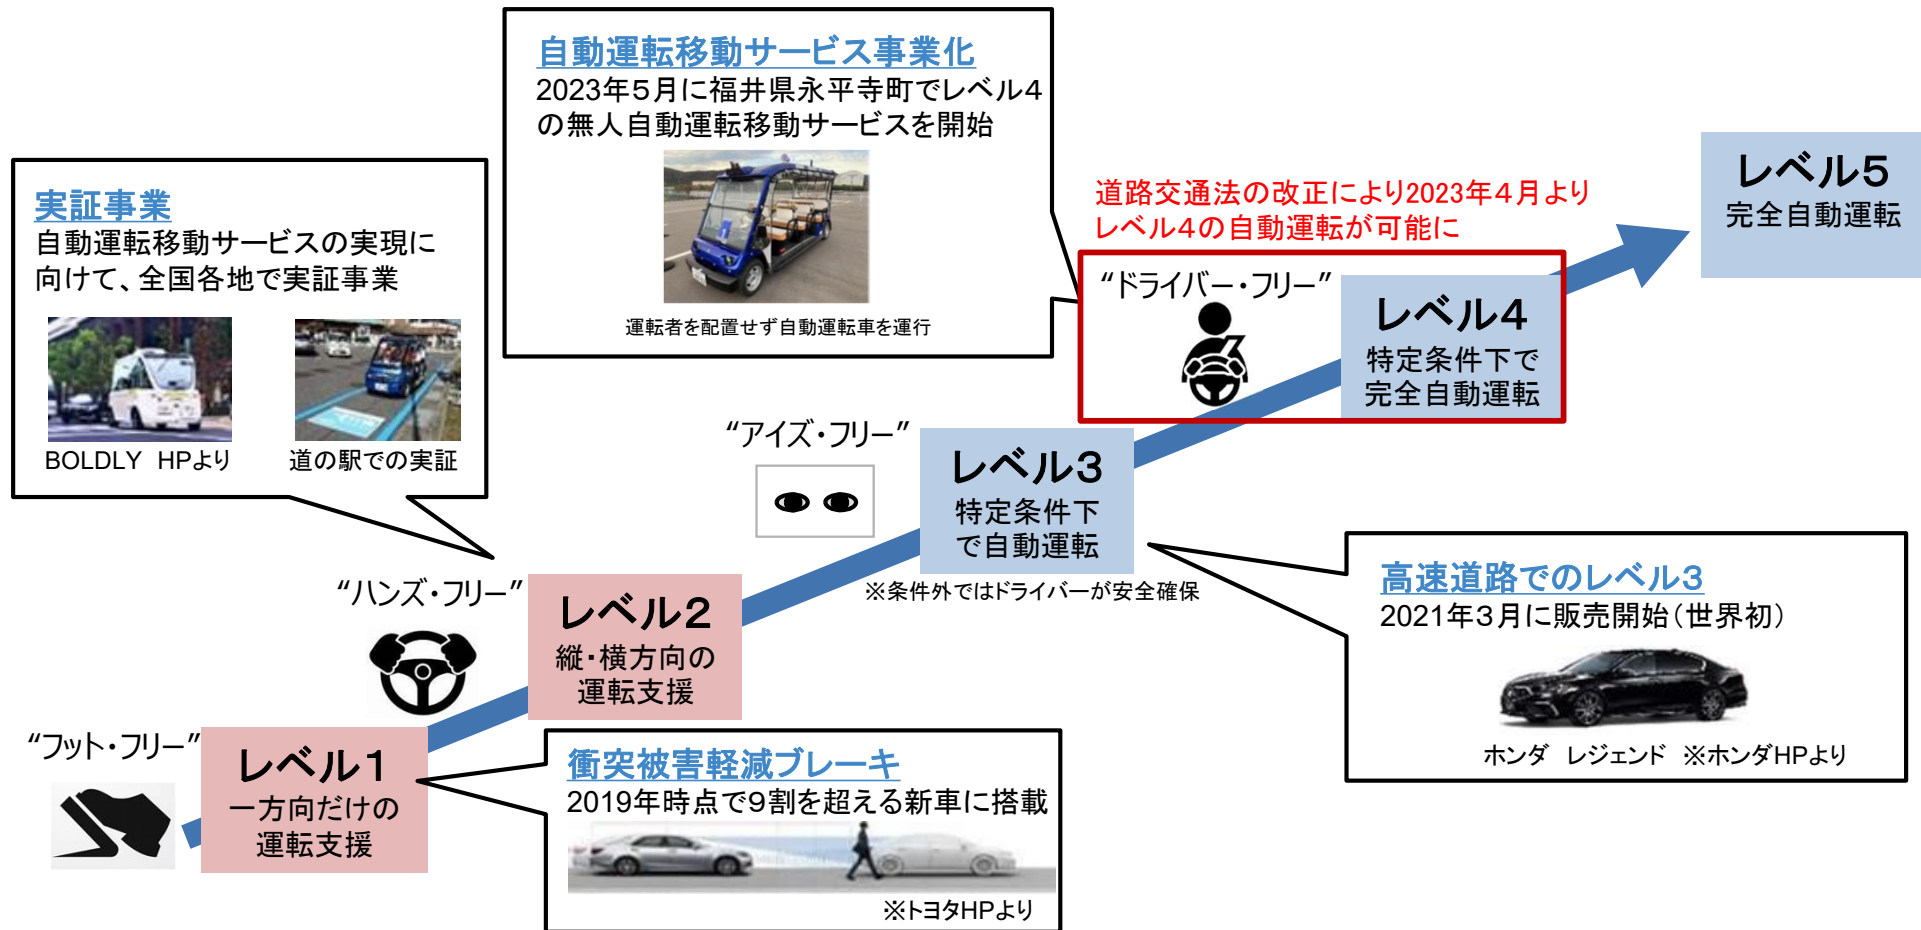 自動運転移動サービス事業化
2023年5月に福井県永平寺町でレベル4
の無人自動運転移動サービスを開始
運転者を配置せず自動運転車を運行
実証事業
自動運転移動サービスの実現に
向けて、全国各地で実証事業
BOLDLY HPより
道の駅での実証
道路交通法の改正により2023年4月より
レベル4の自動運転が可能に
レベル5
完全自動運転
“ドライバー・フリー”
レベル4
特定条件下で
完全自動運転
“アイズ・フリー”
レベル3
特定条件下
で自動運転
※条件外ではドライバーが安全確保
高速道路でのレベル3
2021年3月に販売開始(世界初)
ホンダ レジェンド ※ホンダHPより
“ハンズ・フリー”
レベル2
縦・横方向の
運転支援
“フット・フリー”
レベル1
一方向だけの
運転支援
衝突被害軽減ブレーキ
2019年時点で9割を超える新車に搭載
※トヨタHPより